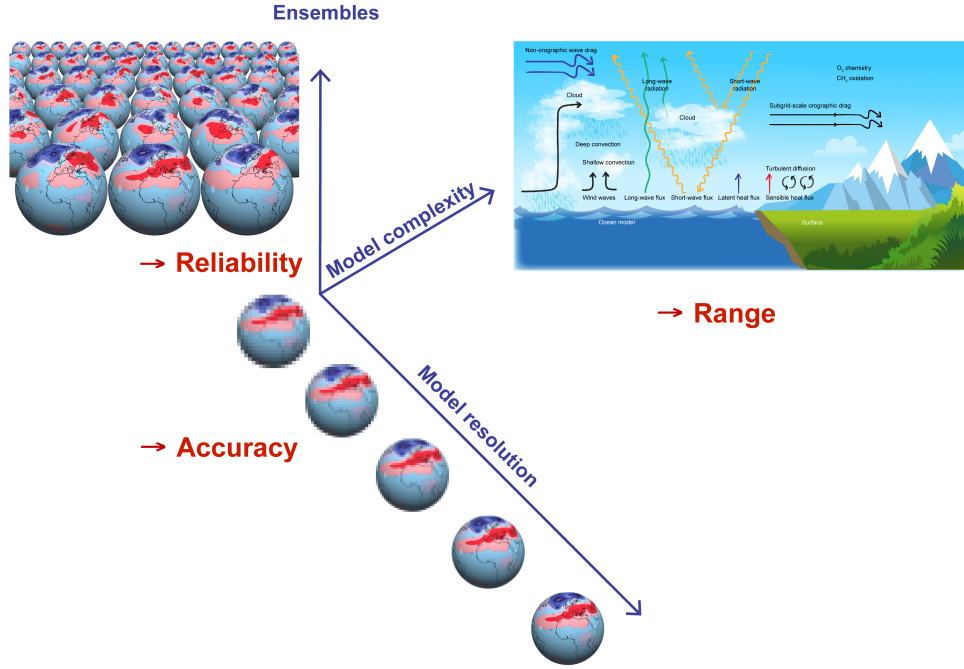 Ensembles
Non-orographic wave drag
Cloud
Long-wave
radiation
Short-wave
radiation
O₃ chemistry
CH₄ oxidation
Cloud
Subgrid-scale orographic drag
Deep convection
Shallow convection
Turbulent diffusion
Wind waves
Long-wave flux
Short-wave flux
Latent heat flux
Sensible heat flux
Ocean model
Surface
Model complexity
→ Reliability
→ Range
Model resolution
→ Accuracy